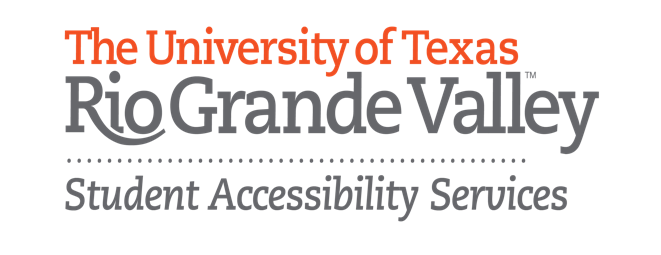 The University of Texas
Rio Grande Valley™
Student Accessibility Services